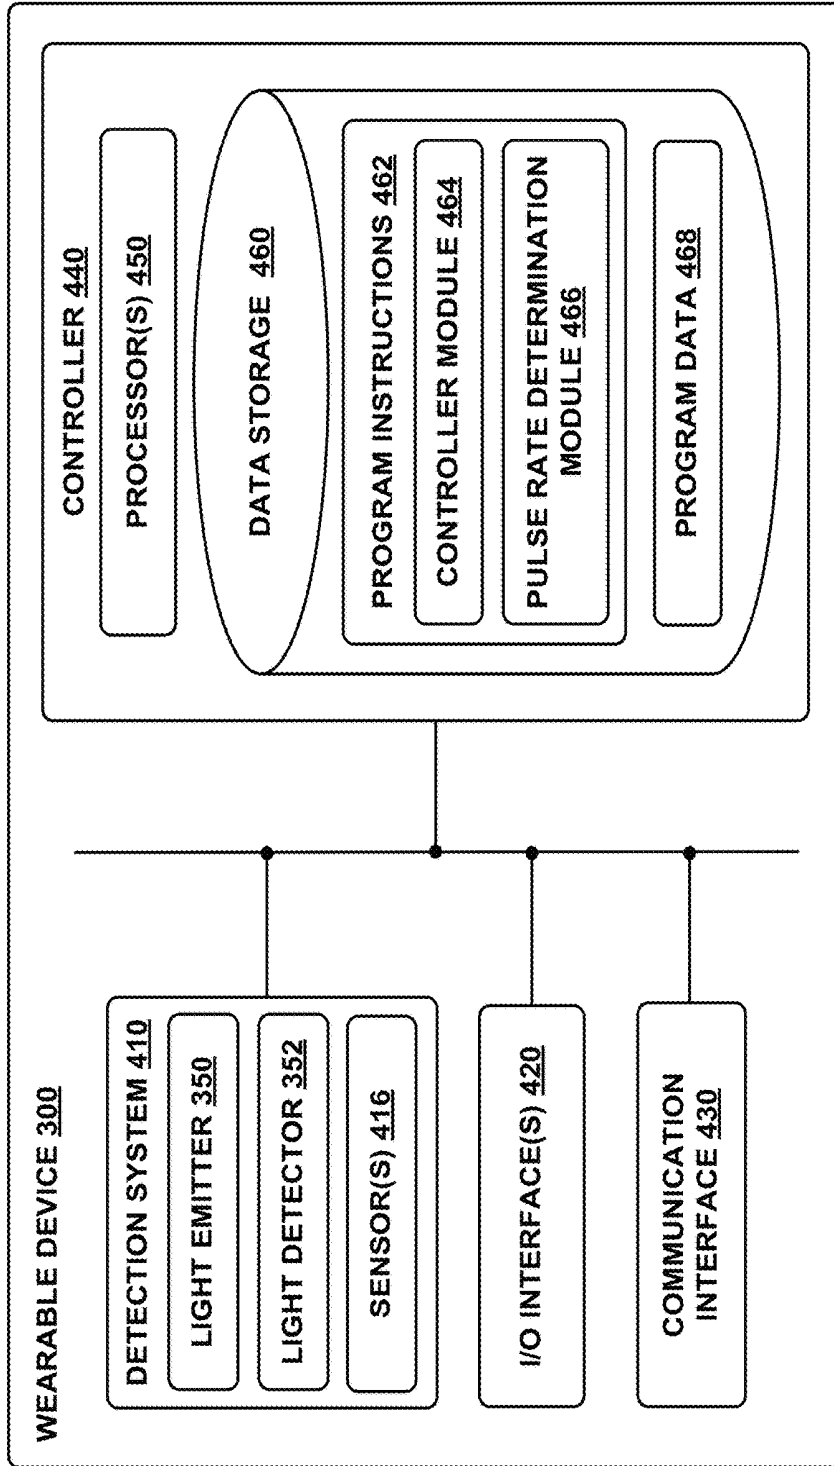 WEARABLE DEVICE 300
DETECTION SYSTEM 410
LIGHT EMITTER 350
LIGHT DETECTOR 352
SENSOR(S) 416
I/O INTERFACE(S) 420
COMMUNICATION
INTERFACE 430
CONTROLLER 440
PROCESSOR(S) 450
DATA STORAGE 460
PROGRAM INSTRUCTIONS 462
CONTROLLER MODULE 464
PULSE RATE DETERMINATION
MODULE 466
PROGRAM DATA 468